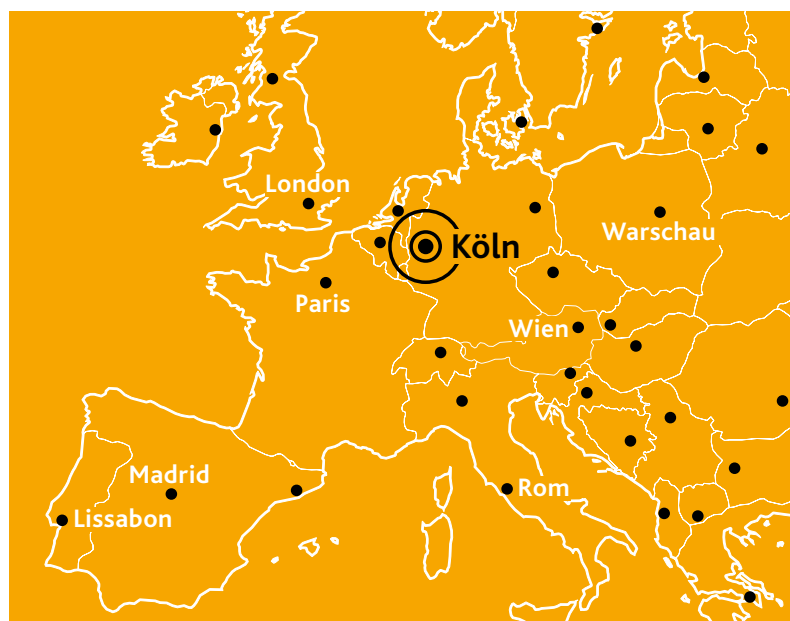 London
Warschau
Köln
Paris
Wien
Madrid
Rom
Lissabon